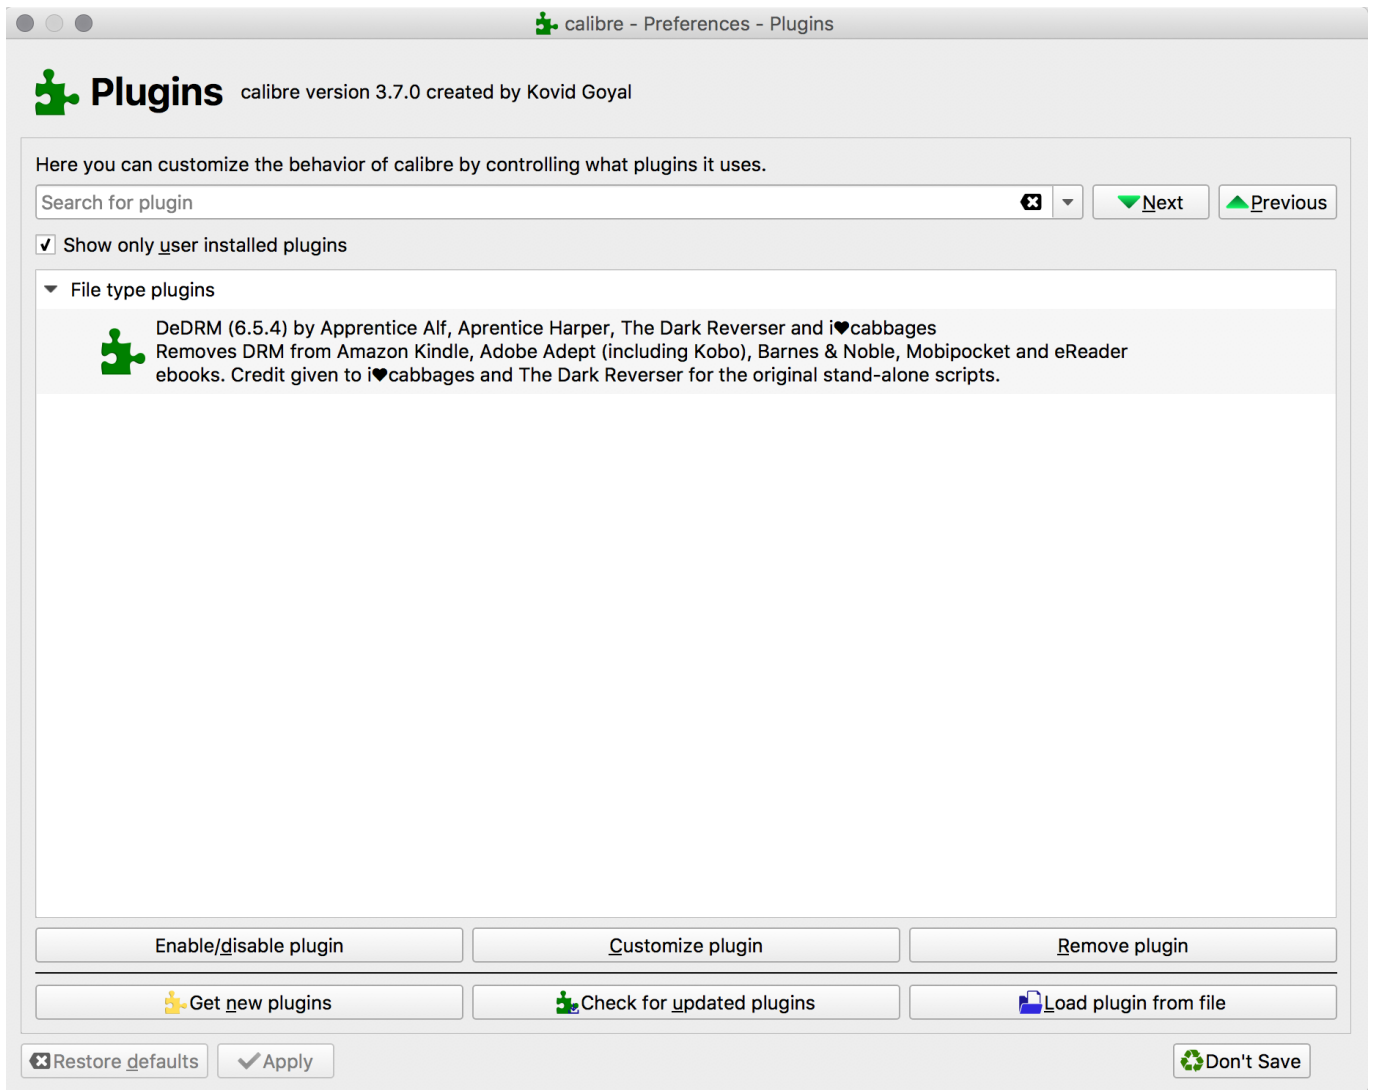 calibre - Preferences - Plugins
Plugins calibre version 3.7.0 created by Kovid Goyal
Here you can customize the behavior of calibre by controlling what plugins it uses.
Search for plugin Next Previous
Show only user installed plugins
File type plugins
DeDRM (6.5.4) by Apprentice Alf, Aprentice Harper, The Dark Reverser and i♥cabbages
Removes DRM from Amazon Kindle, Adobe Adept (including Kobo), Barnes & Noble, Mobipocket and eReader
ebooks. Credit given to i♥cabbages and The Dark Reverser for the original stand-alone scripts.
Enable/disable plugin Customize plugin Remove plugin
Get new plugins Check for updated plugins Load plugin from file
Restore defaults Apply Don't Save